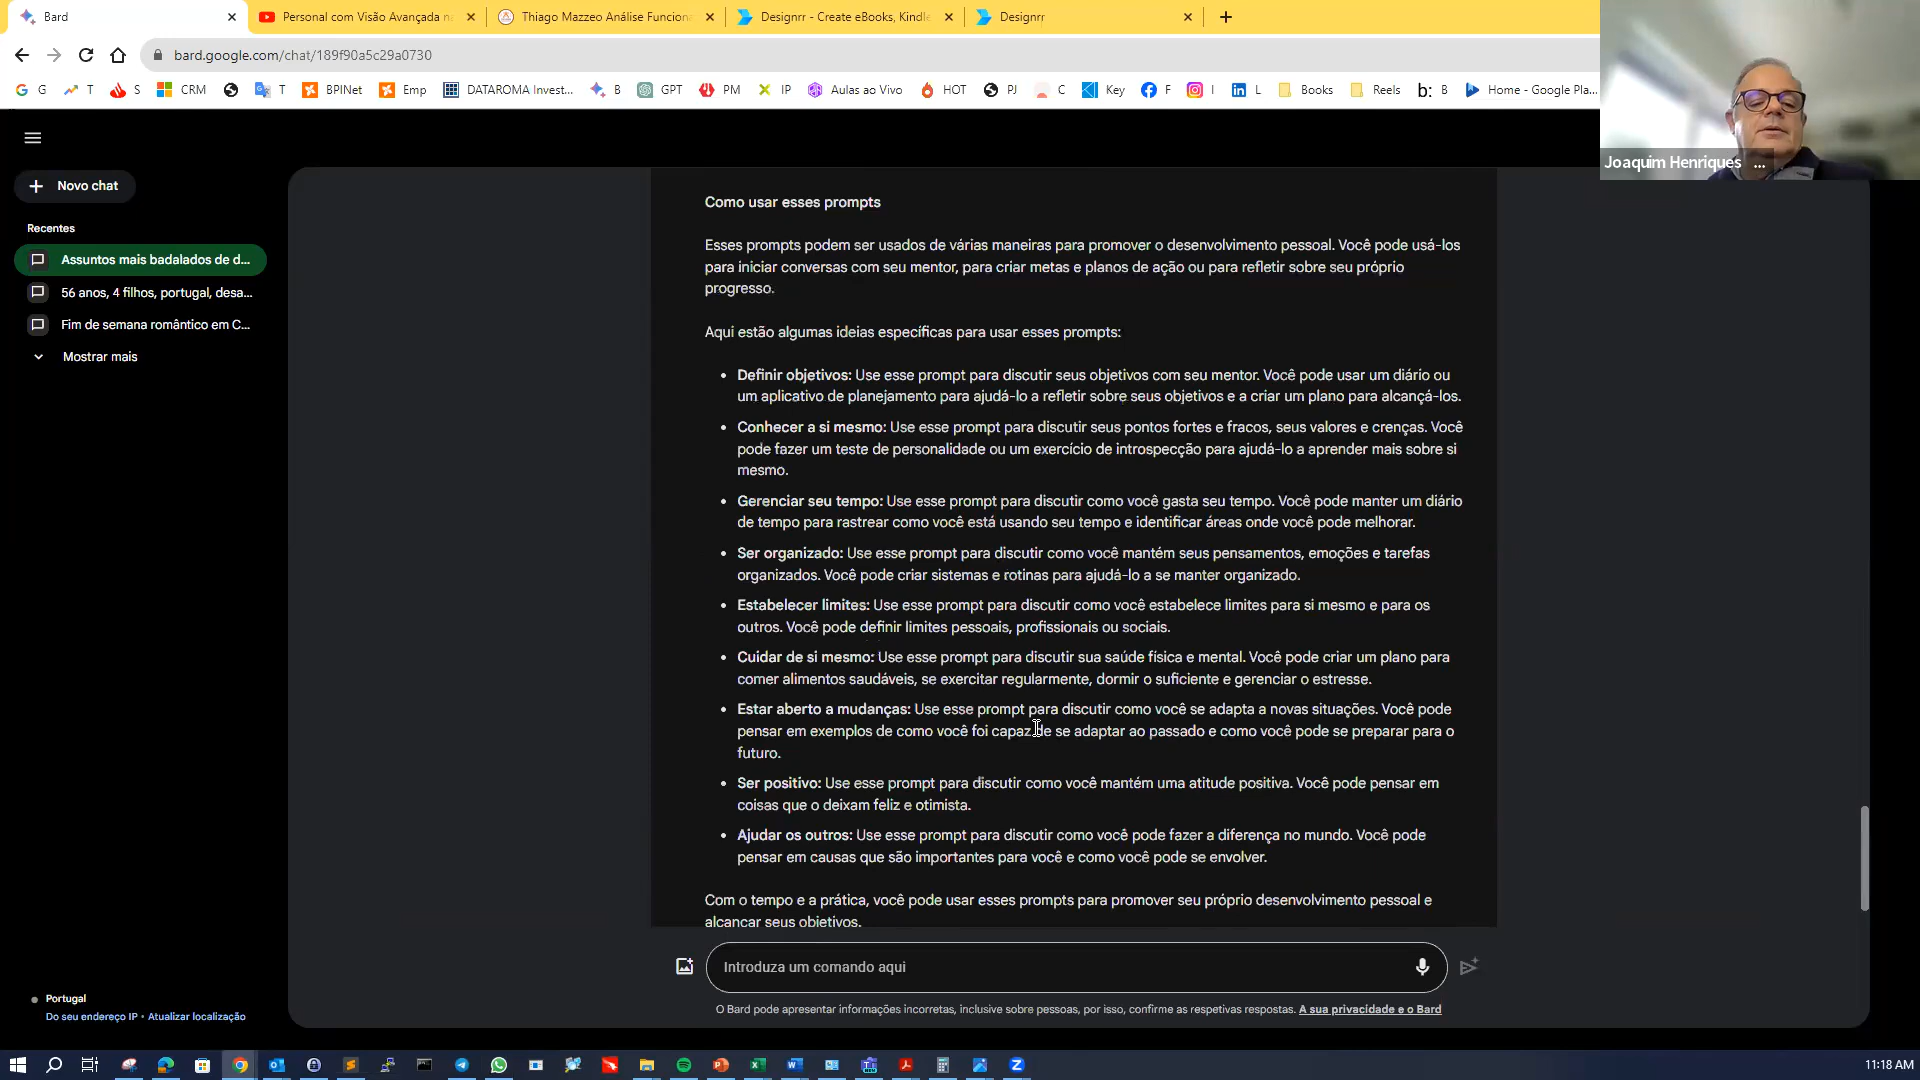 Bard
Personal com Visão Avançada na
Thiago Mazzeo Análise Funciona
Designrr - Create eBooks, Kindle
Designrr
bard.google.com/chat/189f90a5c29a0730
G
T
S
CRM
T
BPINet
Emp
DATAROMA Invest...
B
GPT
PM
IP
Aulas ao Vivo
HOT
PJ
C
Key
F
I
L
Books
Reels
b: B
Home - Google Pla...
Joaquim Henriques ...
Novo chat
Recentes
Assuntos mais badalados de d...
56 anos, 4 filhos, portugal, desa...
Fim de semana romântico em C...
Mostrar mais
Como usar esses prompts
Esses prompts podem ser usados de várias maneiras para promover o desenvolvimento pessoal. Você pode usá-los
para iniciar conversas com seu mentor, para criar metas e planos de ação ou para refletir sobre seu próprio
progresso.
Aqui estão algumas ideias específicas para usar esses prompts:
• Definir objetivos: Use esse prompt para discutir seus objetivos com seu mentor. Você pode usar um diário ou
um aplicativo de planejamento para ajudá-lo a refletir sobre seus objetivos e a criar um plano para alcançá-los.
• Conhecer a si mesmo: Use esse prompt para discutir seus pontos fortes e fracos, seus valores e crenças. Você
pode fazer um teste de personalidade ou um exercício de introspecção para ajudá-lo a aprender mais sobre si
mesmo.
• Gerenciar seu tempo: Use esse prompt para discutir como você gasta seu tempo. Você pode manter um diário
de tempo para rastrear como você está usando seu tempo e identificar áreas onde você pode melhorar.
• Ser organizado: Use esse prompt para discutir como você mantém seus pensamentos, emoções e tarefas
organizados. Você pode criar sistemas e rotinas para ajudá-lo a se manter organizado.
• Estabelecer limites: Use esse prompt para discutir como você estabelece limites para si mesmo e para os
outros. Você pode definir limites pessoais, profissionais ou sociais.
• Cuidar de si mesmo: Use esse prompt para discutir sua saúde física e mental. Você pode criar um plano para
comer alimentos saudáveis, se exercitar regularmente, dormir o suficiente e gerenciar o estresse.
• Estar aberto a mudanças: Use esse prompt para discutir como você se adapta a novas situações. Você pode
pensar em exemplos de como você foi capaz de se adaptar ao passado e como você pode se preparar para o
futuro.
• Ser positivo: Use esse prompt para discutir como você mantém uma atitude positiva. Você pode pensar em
coisas que o deixam feliz e otimista.
• Ajudar os outros: Use esse prompt para discutir como você pode fazer a diferença no mundo. Você pode
pensar em causas que são importantes para você e como você pode se envolver.
Com o tempo e a prática, você pode usar esses prompts para promover seu próprio desenvolvimento pessoal e
alcançar seus objetivos.
Introduza um comando aqui
O Bard pode apresentar informações incorretas, inclusive sobre pessoas, por isso, confirme as respetivas respostas. A sua privacidade e o Bard
Portugal
Do seu endereço IP • Atualizar localização
11:18 AM